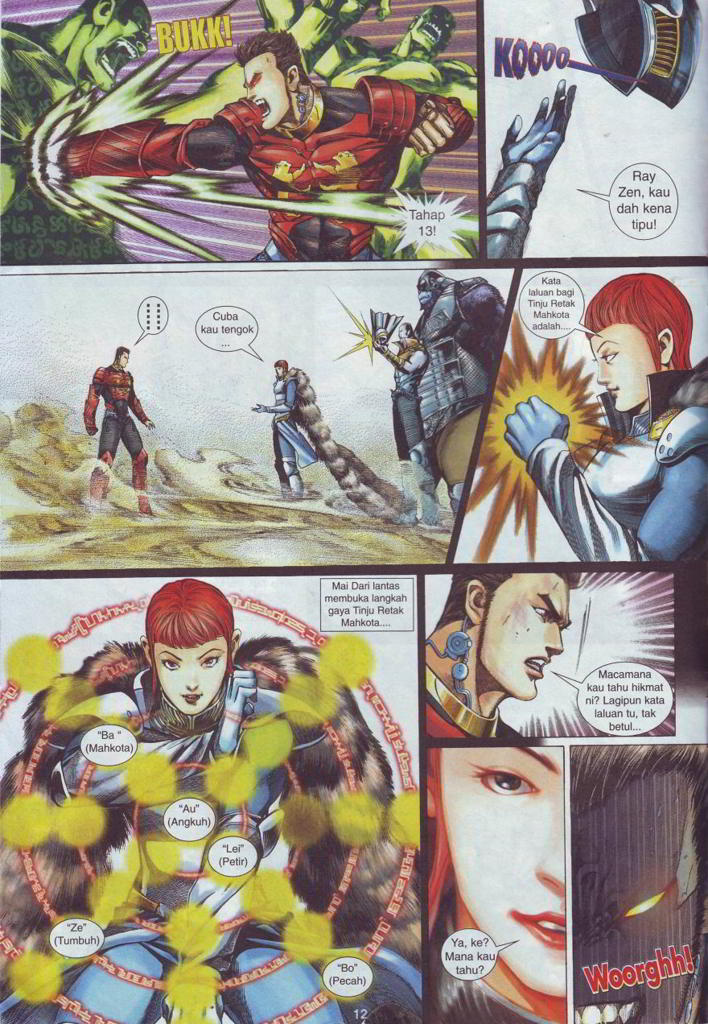 BUKK!
Tahap
13!
KOOOO
Ray
Zen, kau
dah kena
tipu!
Cuba
kau tengok
...
Kata
laluan bagi
Tinju Retak
Mahkota
adalah....
Mai Dari lantas
membuka langkah
gaya Tinju Retak
Mahkota....
"Ba "
(Mahkota)
"Au"
(Angkuh)
"Lei"
(Petir)
"Ze"
(Tumbuh)
"Bo"
(Pecah)
Macamana
kau tahu hikmat
ni? Lagipun kata
laluan tu, tak
betul...
Ya, ke?
Mana kau
tahu?
Woorghh!
12